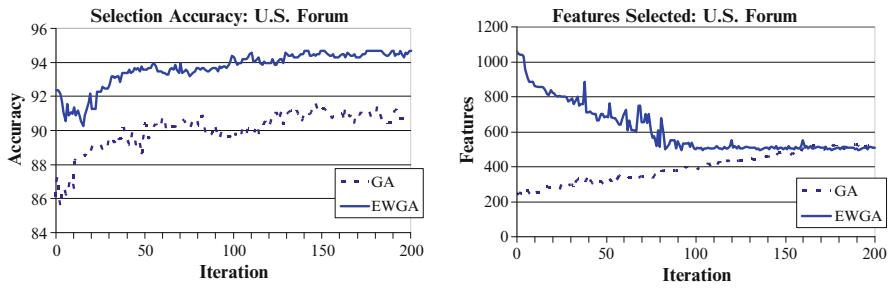 Selection Accuracy: U.S. Forum
96
94
92
90
88
86
84
Accuracy
0
50
100
150
200
Iteration
GA
EWGA
Features Selected: U.S. Forum
1200
1000
800
600
400
200
0
Features
0
50
100
150
200
Iteration
GA
EWGA